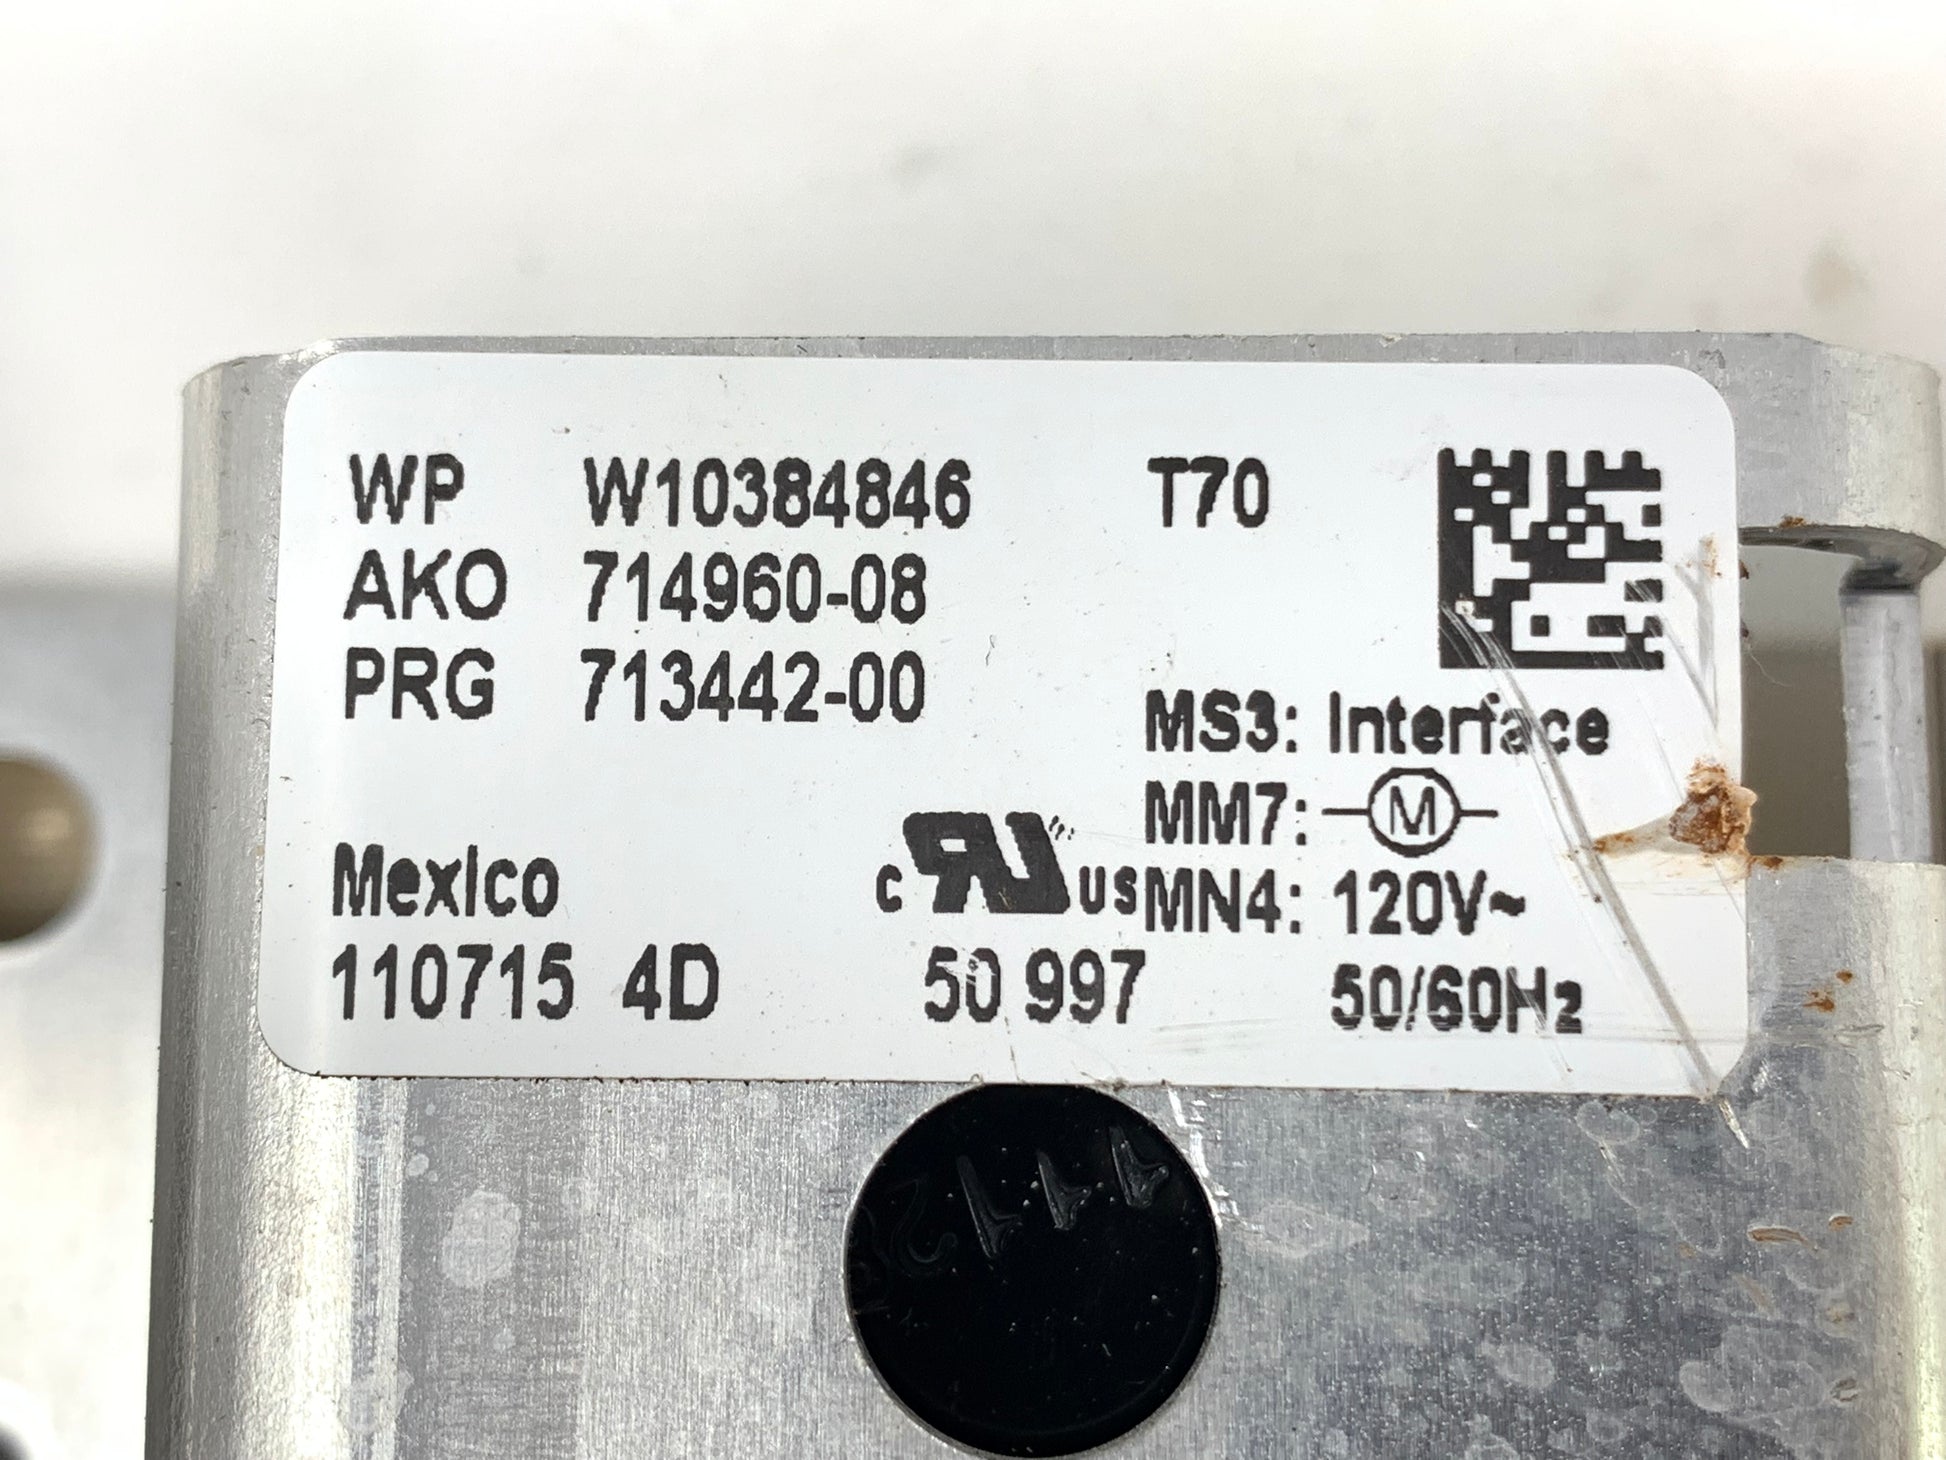 WP W10384846 T70
AKO 714960-08
PRG 713442-00
MS3: Interface
MM7: M
Mexico c RU US MN4: 120V~
110715 4D 50 997 50/60Hz